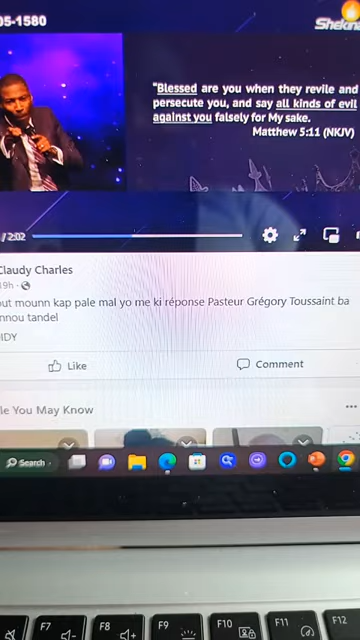 05-1580
Shekina
"Blessed are you when they revile and
persecute you, and say all kinds of evil
against you falsely for My sake.
Matthew 5:11 (NKJV)
/ 2:02
Claudy Charles
19h
out mounn kap pale mal yo me ki réponse Pasteur Grégory Toussaint ba
nnou tandel
IDY
Like
Comment
le You May Know
Search
F7
F8
F9
F10
F11
F12